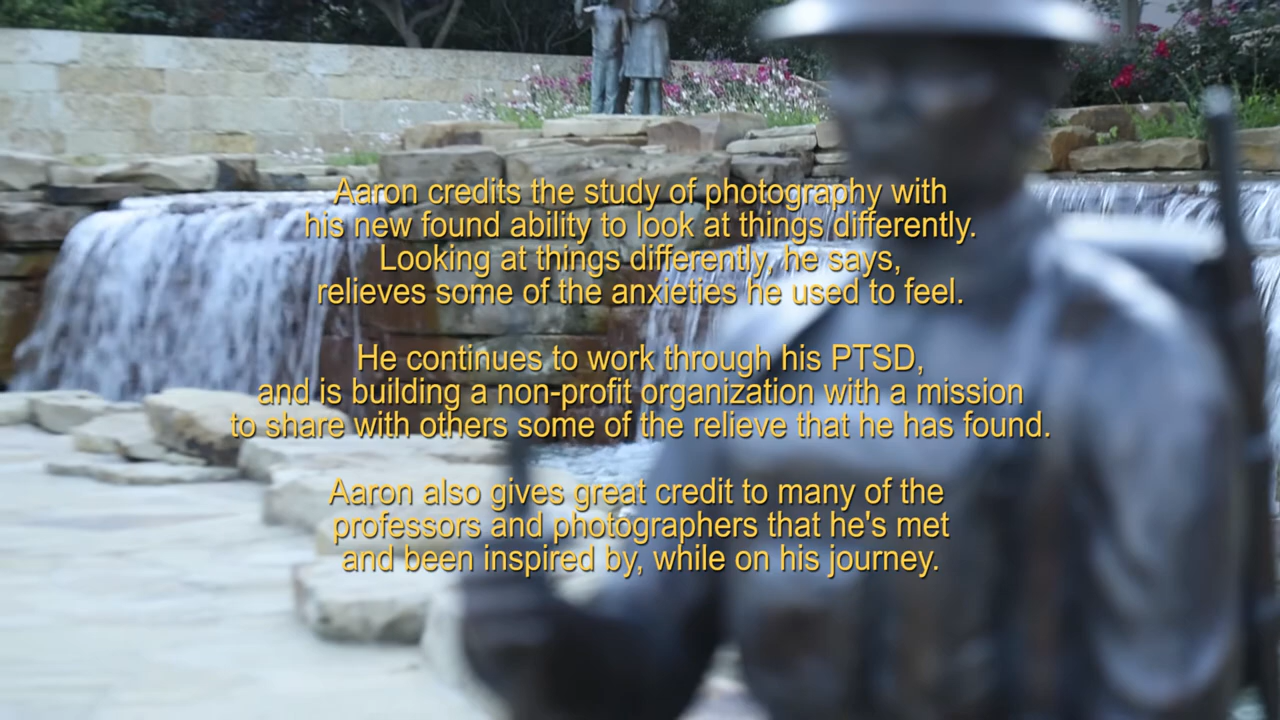 Aaron credits the study of photography with
his new found ability to look at things differently.
Looking at things differently, he says,
relieves some of the anxieties he used to feel.
He continues to work through his PTSD,
and is building a non-profit organization with a mission
to share with others some of the relieve that he has found.
Aaron also gives great credit to many of the
professors and photographers that he's met
and been inspired by, while on his journey.